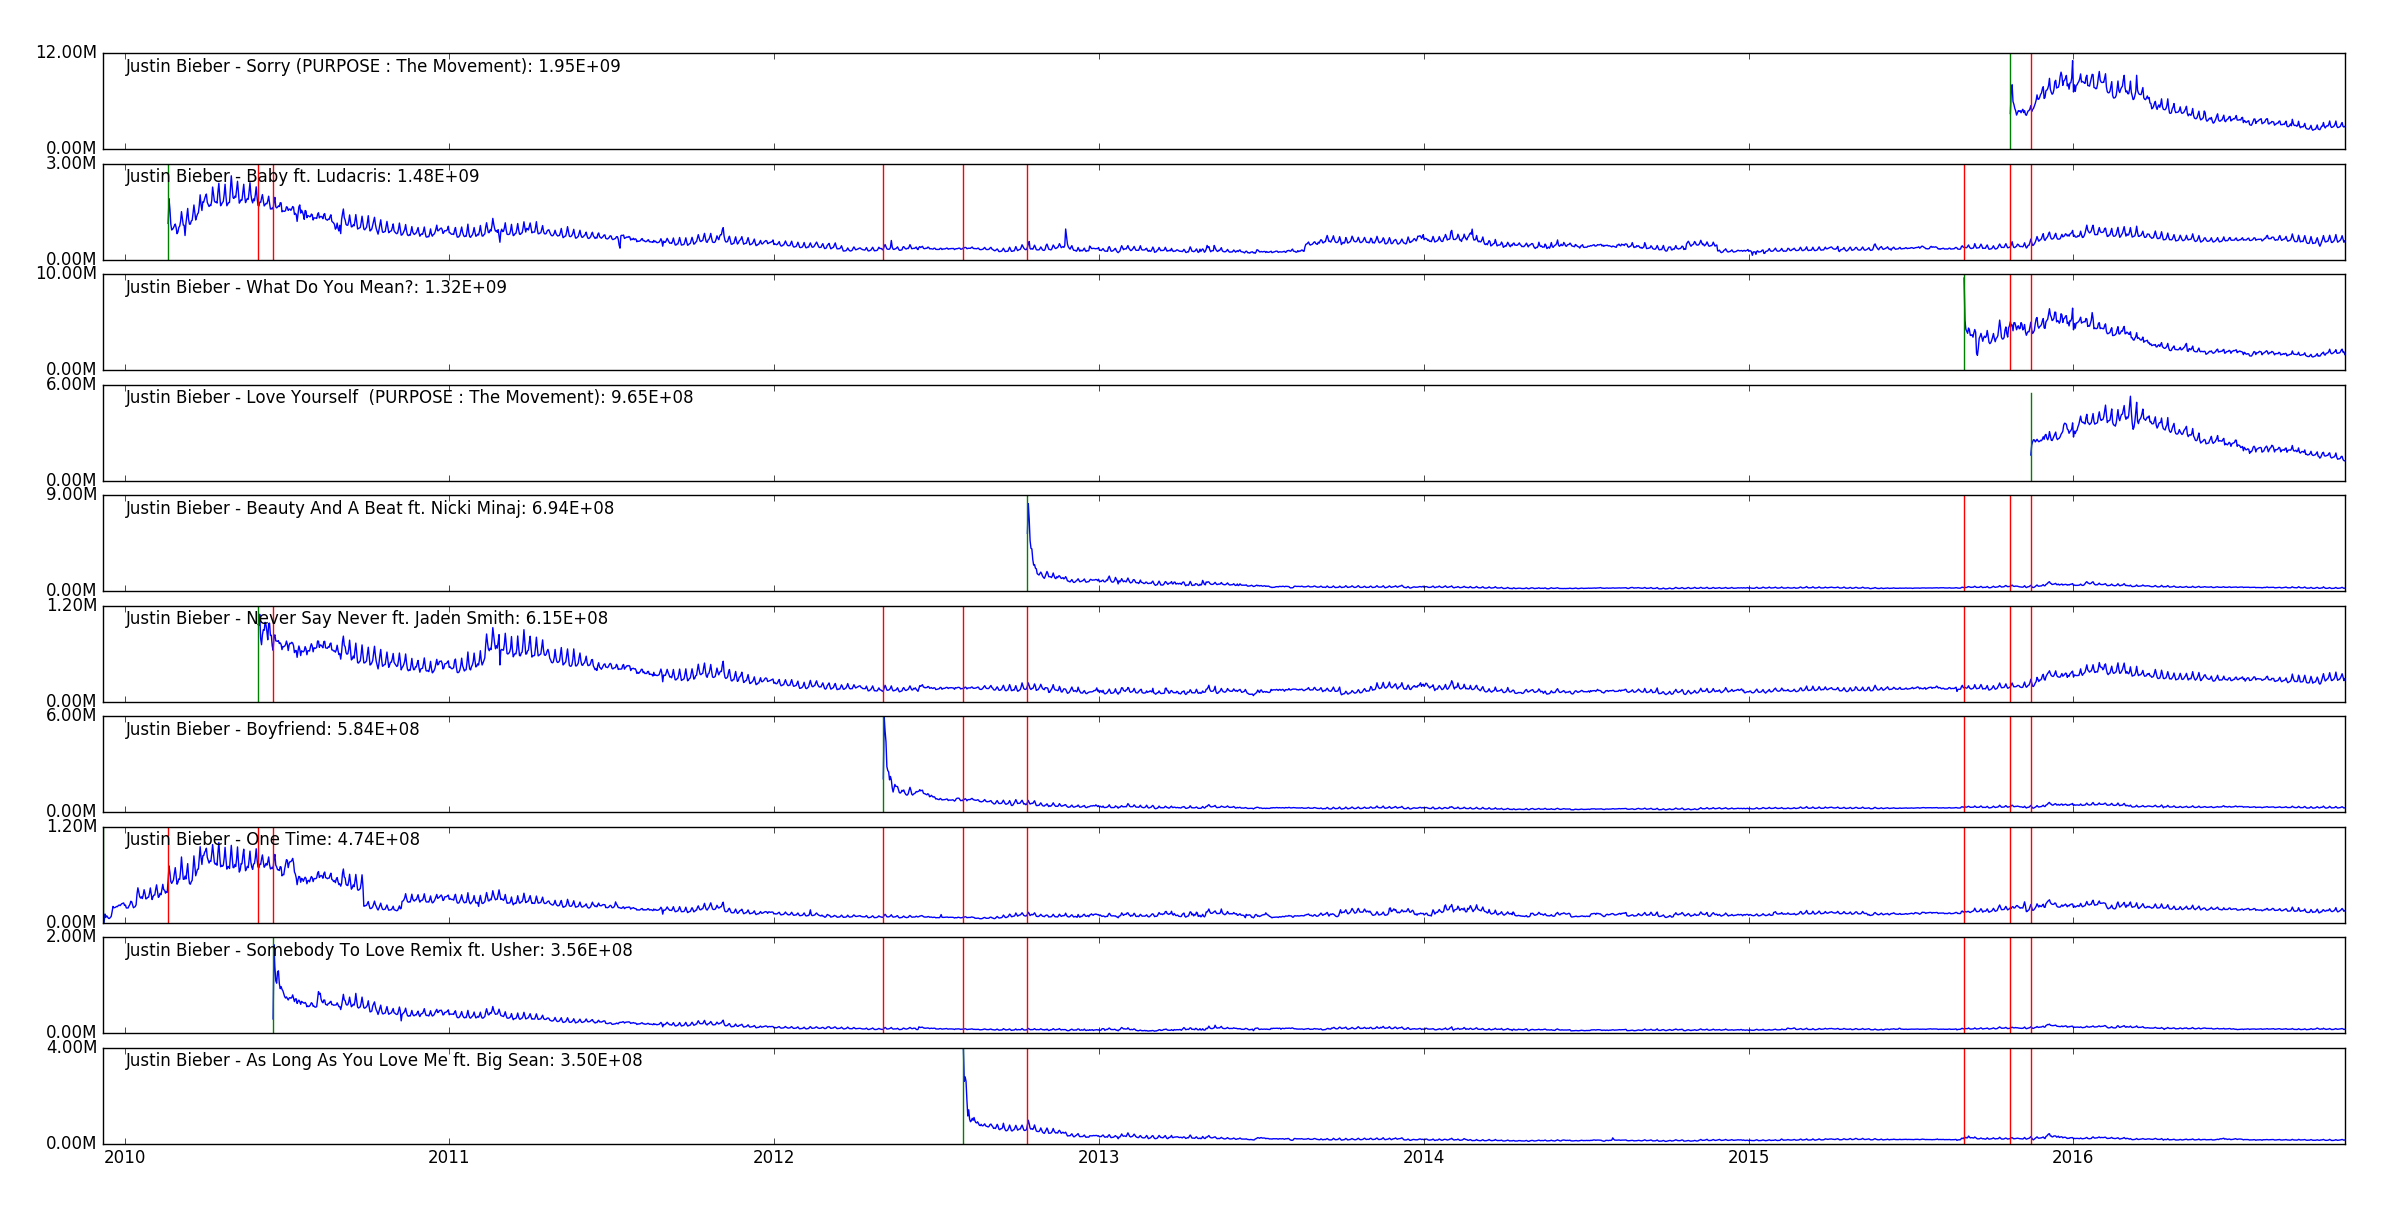 12.00M
Justin Bieber - Sorry (PURPOSE : The Movement): 1.95E+09
0.00M
3.00M
Justin Bieber - Baby ft. Ludacris: 1.48E+09
0.00M
10.00M
Justin Bieber - What Do You Mean?: 1.32E+09
0.00M
6.00M
Justin Bieber - Love Yourself  (PURPOSE : The Movement): 9.65E+08
0.00M
9.00M
Justin Bieber - Beauty And A Beat ft. Nicki Minaj: 6.94E+08
0.00M
1.20M
Justin Bieber - Never Say Never ft. Jaden Smith: 6.15E+08
0.00M
6.00M
Justin Bieber - Boyfriend: 5.84E+08
0.00M
1.20M
Justin Bieber - One Time: 4.74E+08
0.00M
2.00M
Justin Bieber - Somebody To Love Remix ft. Usher: 3.56E+08
0.00M
4.00M
Justin Bieber - As Long As You Love Me ft. Big Sean: 3.50E+08
0.00M
2010 2011 2012 2013 2014 2015 2016